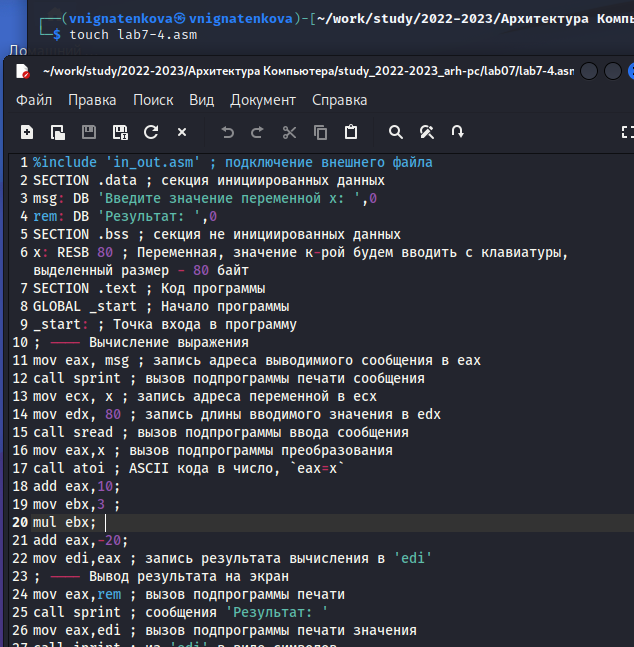 ┌──(vnignatenkova㉿vnignatenkova)-[~/work/study/2022-2023/Архитектура
└─$ touch lab7-4.asm
~/work/study/2022-2023/Архитектура Компьютера/study_2022-2023_arh-pc/lab07/lab7-4.asm
Файл Правка Поиск Вид Документ Справка
1 %include 'in_out.asm' ; подключение внешнего файла
2 SECTION .data ; секция инициированных данных
3 msg: DB 'Введите значение переменной х: ',0
4 rem: DB 'Результат: ',0
5 SECTION .bss ; секция не инициированных данных
6 x: RESB 80 ; Переменная, значение к-рой будем вводить с клавиатуры,
выделенный размер - 80 байт
7 SECTION .text ; Код программы
8 GLOBAL _start ; Начало программы
9 _start: ; Точка входа в программу
10 ; ---- Вычисление выражения
11 mov eax, msg ; запись адреса выводимиого сообщения в eax
12 call sprint ; вызов подпрограммы печати сообщения
13 mov ecx, x ; запись адреса переменной в ecx
14 mov edx, 80 ; запись длины вводимого значения в edx
15 call sread ; вызов подпрограммы ввода сообщения
16 mov eax,x ; вызов подпрограммы преобразования
17 call atoi ; ASCII кода в число, `eax=x`
18 add eax,10;
19 mov ebx,3 ;
20 mul ebx;
21 add eax,-20;
22 mov edi,eax ; запись результата вычисления в 'edi'
23 ; ---- Вывод результата на экран
24 mov eax,rem ; вызов подпрограммы печати
25 call sprint ; сообщения 'Результат: '
26 mov eax,edi ; вызов подпрограммы печати значения
27 call iprint ; из 'edi' в виде символов